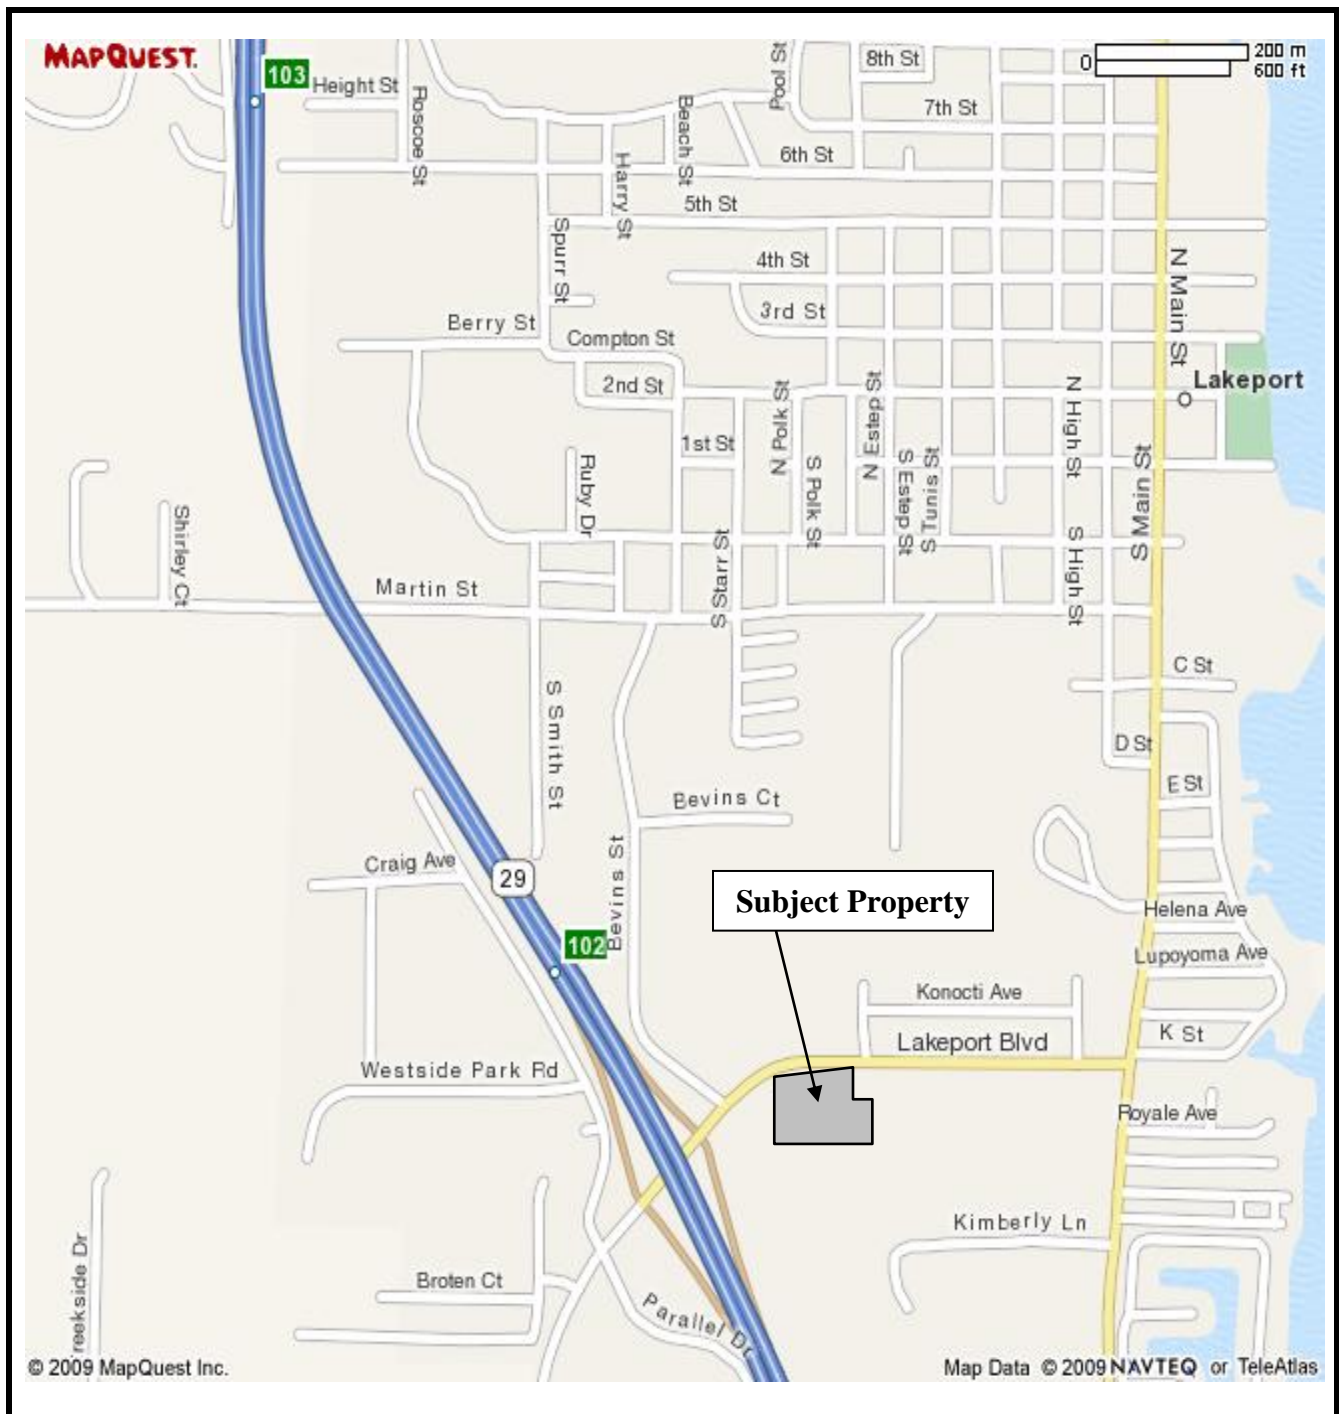 MAPQUEST.
103
Height St
Roscoe St
Beach St
Pool St
8th St
0
200 m
600 ft
7th St
6th St
Harry St
5th St
Spurr St
4th St
N Main St
3rd St
Berry St
Compton St
2nd St
Lakeport
N Polk St
N Estep St
N High St
1st St
Ruby Dr
S Polk St
S Estep St
S Tunis St
S Main St
Shirley Ct
Martin St
S Starr St
S High St
C St
S Smith St
D St
E St
Bevins Ct
Craig Ave
29
Bevins St
Subject Property
Helena Ave
102
Lupoyoma Ave
Konocti Ave
K St
Lakeport Blvd
Westside Park Rd
Royale Ave
Kimberly Ln
reekside Dr
Broten Ct
Parallel Dr
© 2009 MapQuest Inc.
Map Data © 2009 NAVTEQ or TeleAtlas